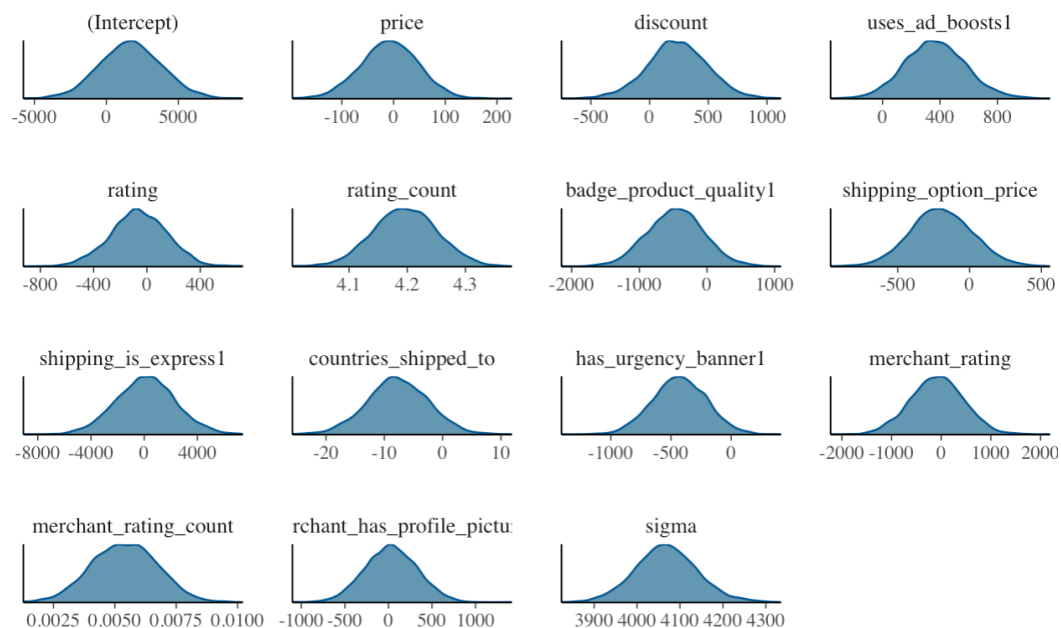 (Intercept) price discount uses_ad_boosts1
-5000 0 5000 -100 0 100 200 -500 0 500 1000 0 400 800
rating rating_count badge_product_quality1 shipping_option_price
-800 -400 0 400 4.1 4.2 4.3 -2000 -1000 0 1000 -500 0 500
shipping_is_express1 countries_shipped_to has_urgency_banner1 merchant_rating
-8000 -4000 0 4000 -20 -10 0 10 -1000 -500 0 -2000 -1000 0 1000 2000
merchant_rating_count rchant_has_profile_pictu sigma
0.0025 0.0050 0.0075 0.0100 -1000 -500 0 500 1000 3900 4000 4100 4200 4300